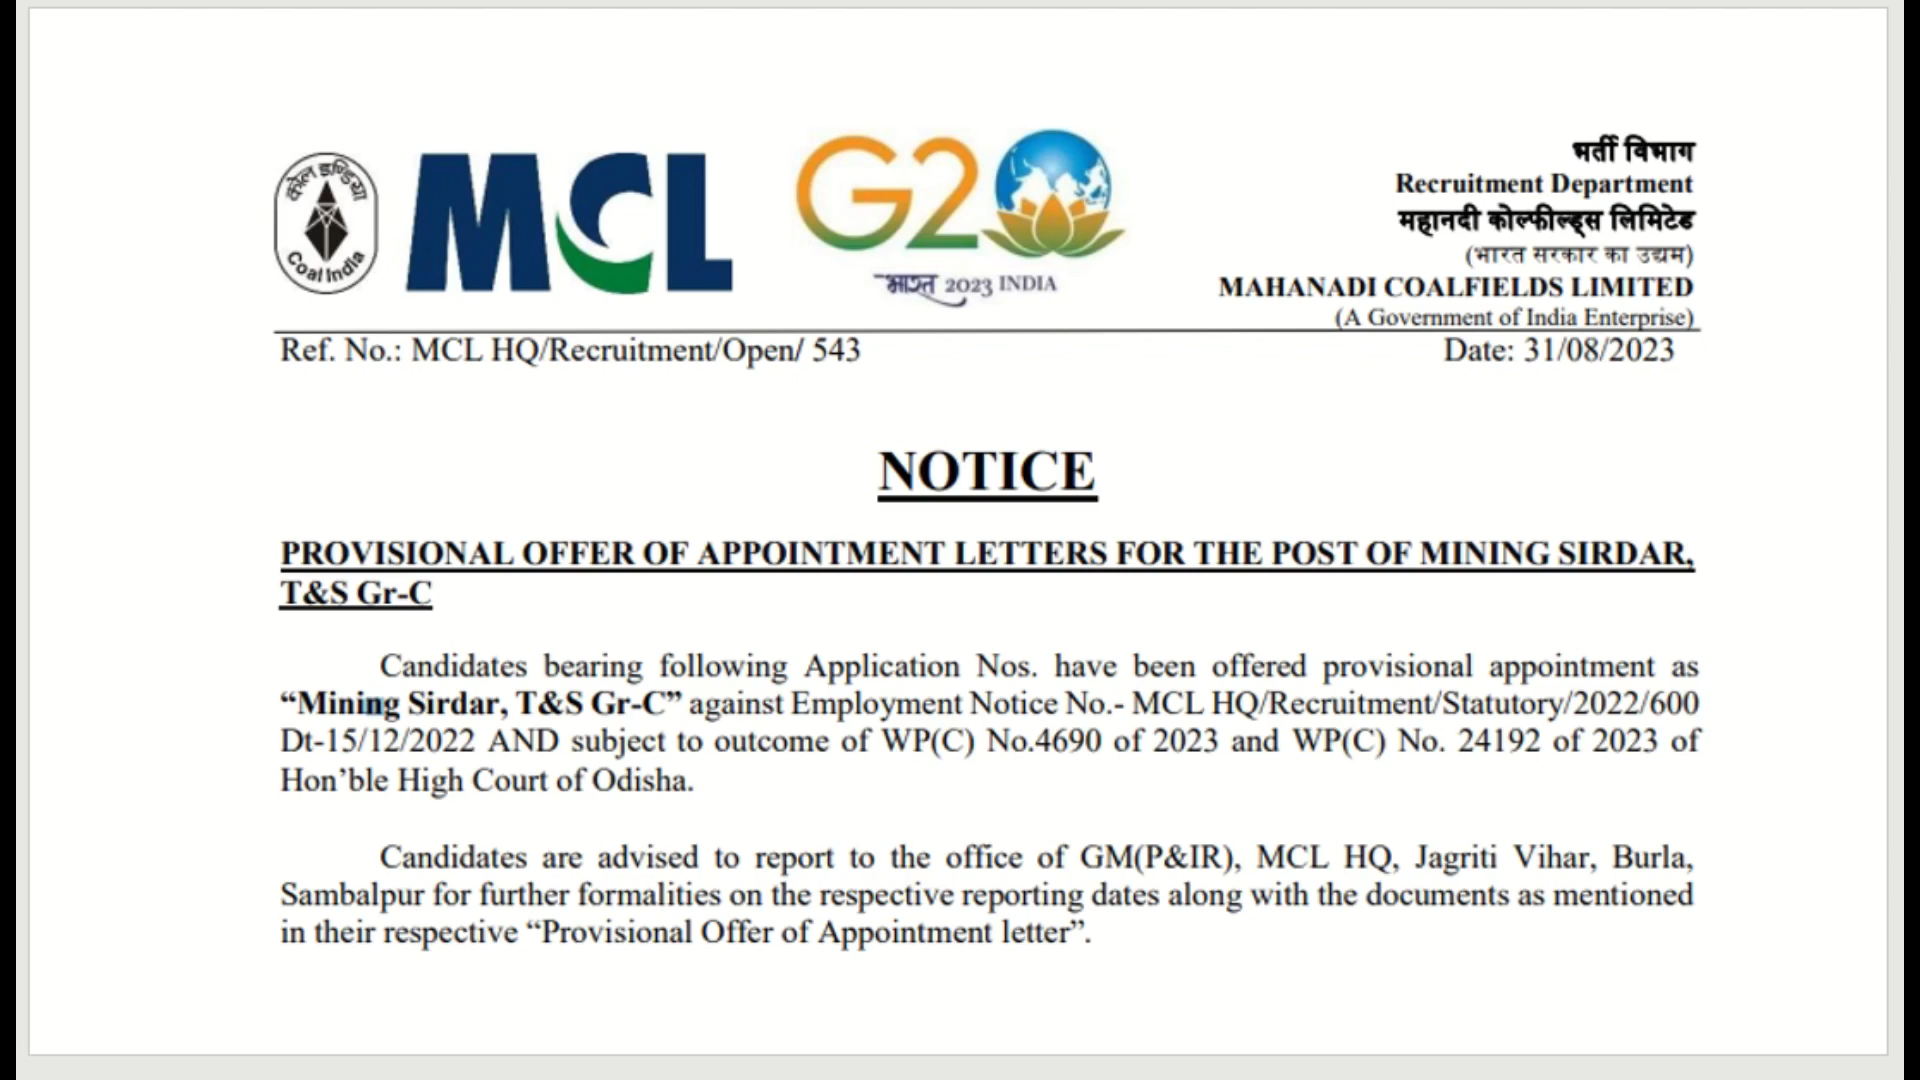 कोल इण्डिया
Coal India
MCL
G20
भारत 2023 INDIA
भर्ती विभाग
Recruitment Department
महानदी कोल्फील्ड्स लिमिटेड
(भारत सरकार का उद्यम)
MAHANADI COALFIELDS LIMITED
(A Government of India Enterprise)
Ref. No.: MCL HQ/Recruitment/Open/ 543 Date: 31/08/2023
NOTICE
PROVISIONAL OFFER OF APPOINTMENT LETTERS FOR THE POST OF MINING SIRDAR,
T&S Gr-C
Candidates bearing following Application Nos. have been offered provisional appointment as
“Mining Sirdar, T&S Gr-C” against Employment Notice No.- MCL HQ/Recruitment/Statutory/2022/600
Dt-15/12/2022 AND subject to outcome of WP(C) No.4690 of 2023 and WP(C) No. 24192 of 2023 of
Hon’ble High Court of Odisha.
Candidates are advised to report to the office of GM(P&IR), MCL HQ, Jagriti Vihar, Burla,
Sambalpur for further formalities on the respective reporting dates along with the documents as mentioned
in their respective “Provisional Offer of Appointment letter”.